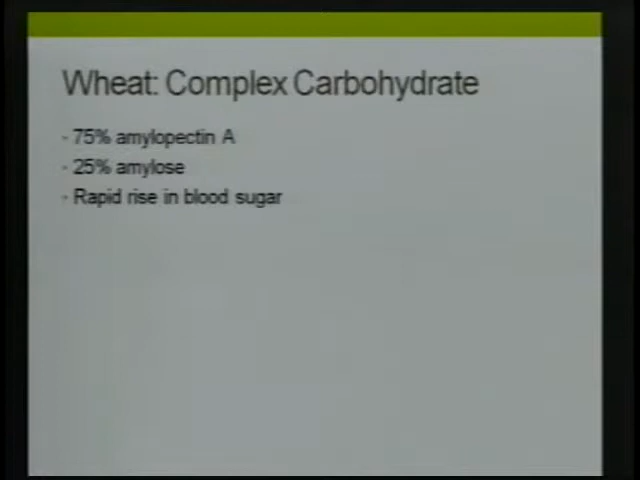 Wheat: Complex Carbohydrate
- 75% amylopectin A
- 25% amylose
- Rapid rise in blood sugar